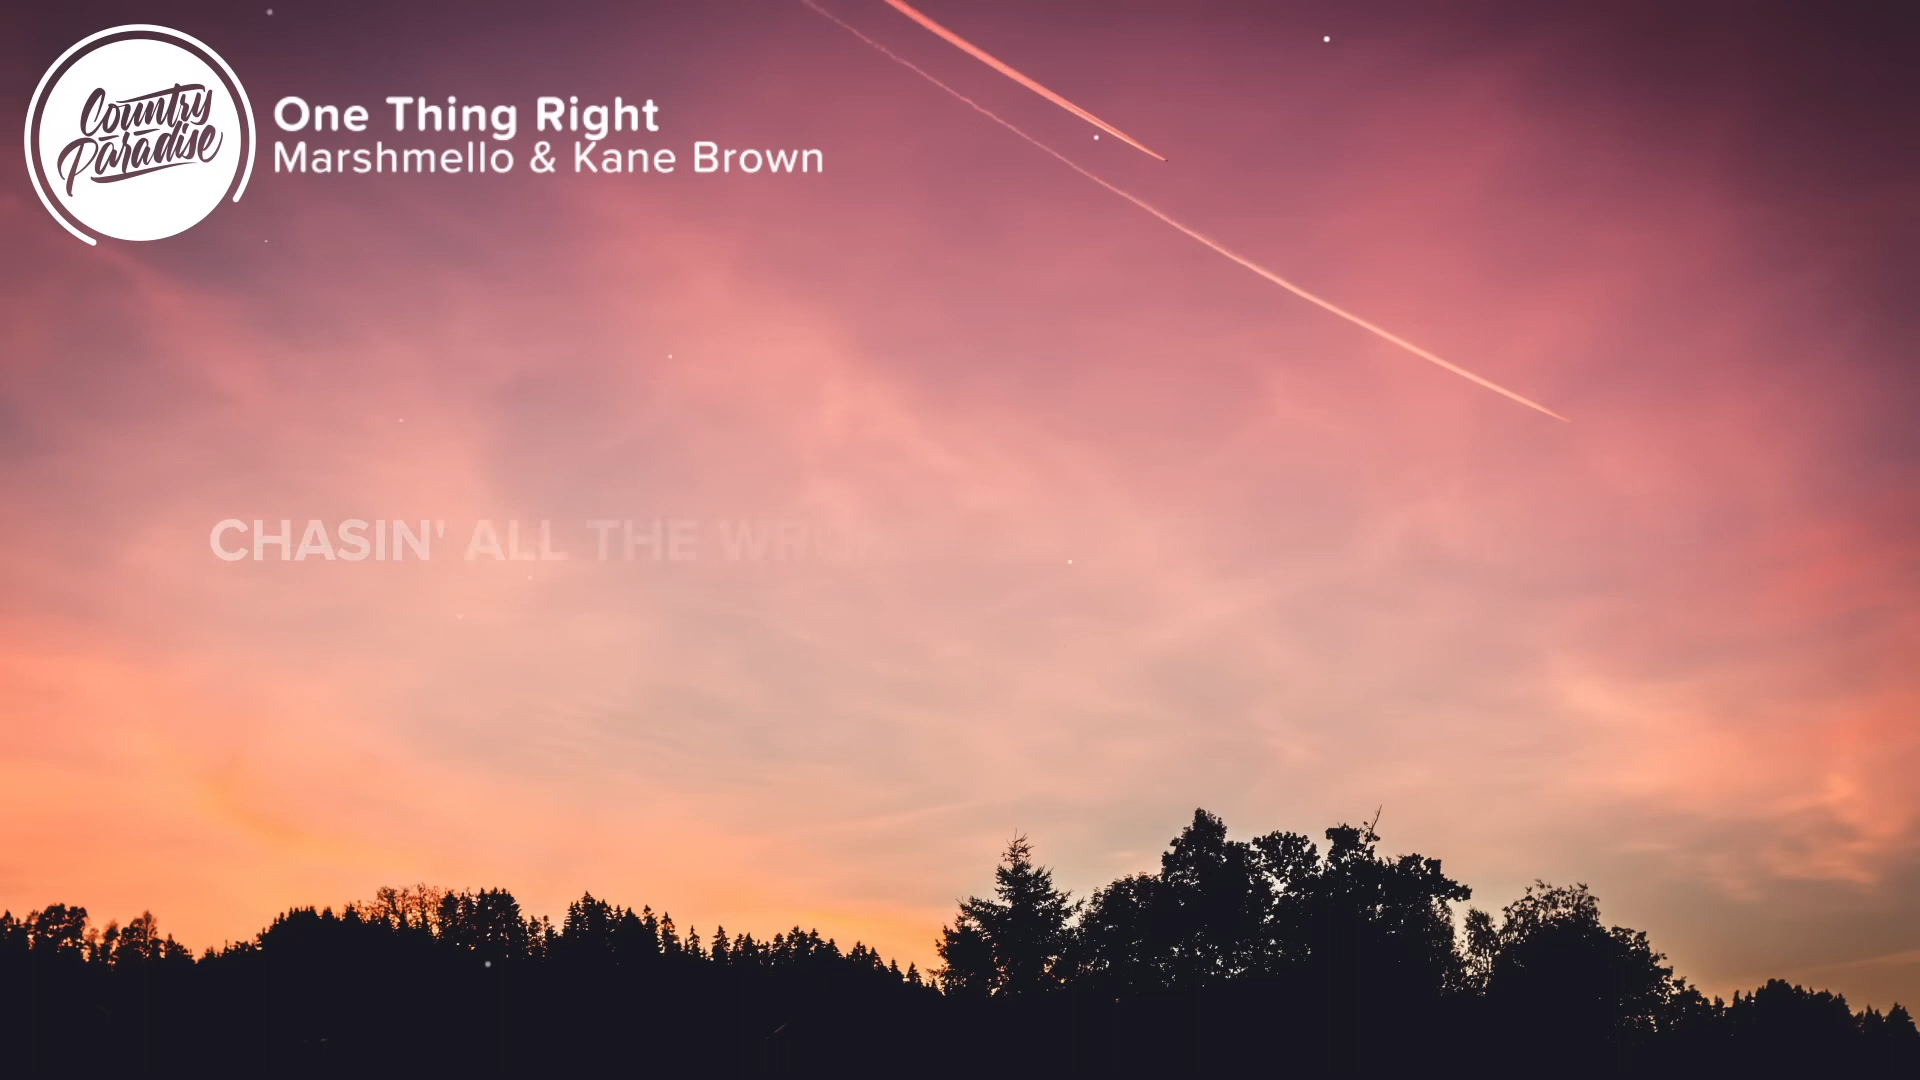 Country
Paradise
One Thing Right
Marshmello & Kane Brown
CHASIN' ALL THE